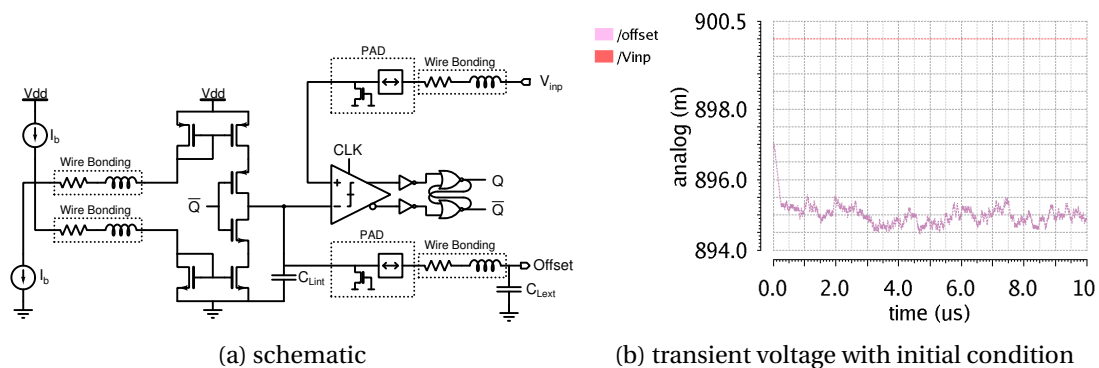 PAD
Wire Bonding
V_inp
Vdd
Vdd
I_b
Wire Bonding
CLK
+
−
Q
Q̅
Q̅
Wire Bonding
PAD
Wire Bonding
I_b
C_Lint
Offset
C_Lext
(a) schematic
/offset
/Vinp
analog (m)
900.5
898.0
896.0
894.0
0.0 2.0 4.0 6.0 8.0 10
time (us)
(b) transient voltage with initial condition